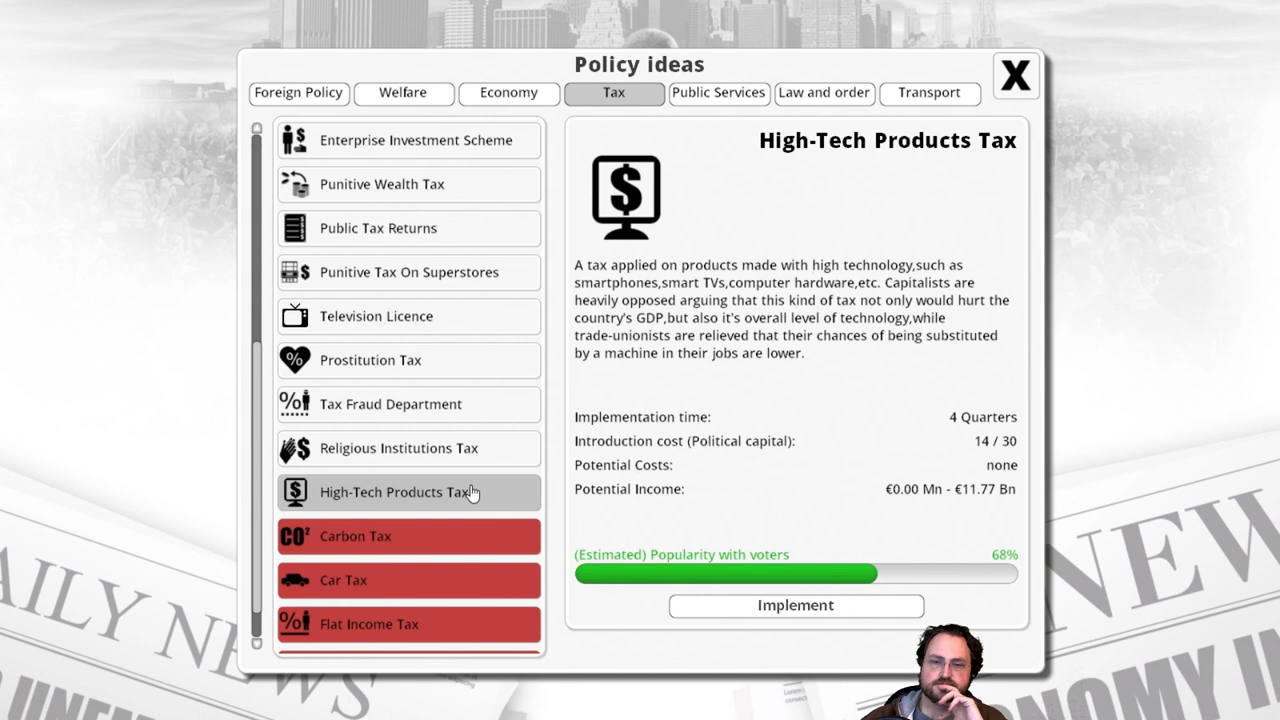 Policy ideas
X
Foreign Policy
Welfare
Economy
Tax
Public Services
Law and order
Transport
Enterprise Investment Scheme
Punitive Wealth Tax
Public Tax Returns
Punitive Tax On Superstores
Television Licence
Prostitution Tax
Tax Fraud Department
Religious Institutions Tax
High-Tech Products Tax
CO² Carbon Tax
Car Tax
Flat Income Tax
High-Tech Products Tax
A tax applied on products made with high technology,such as
smartphones,smart TVs,computer hardware,etc. Capitalists are
heavily opposed arguing that this kind of tax not only would hurt the
country's GDP,but also it's overall level of technology,while
trade-unionists are relieved that their chances of being substituted
by a machine in their jobs are lower.
Implementation time: 4 Quarters
Introduction cost (Political capital): 14 / 30
Potential Costs: none
Potential Income: €0.00 Mn - €11.77 Bn
(Estimated) Popularity with voters 68%
Implement